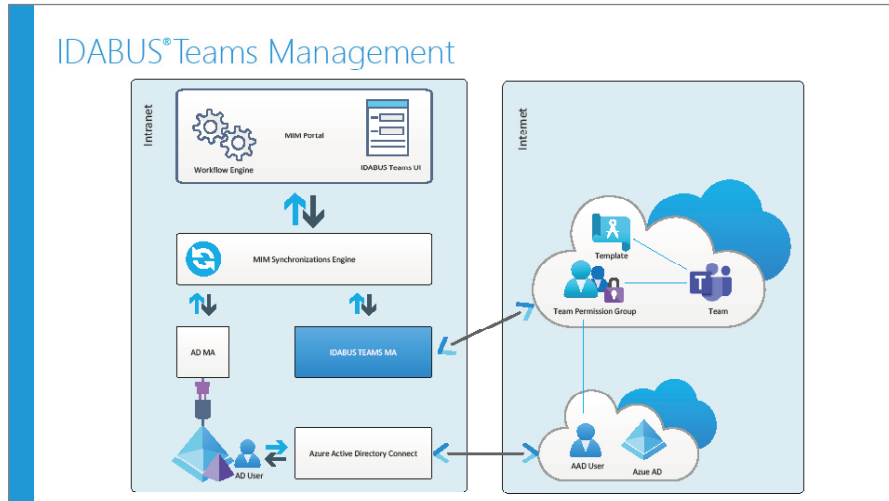 IDABUS® Teams Management
Intranet
MIM Portal
Workflow Engine
IDABUS Teams UI
MIM Synchronizations Engine
AD MA
IDABUS TEAMS MA
AD User
Azure Active Directory Connect
Internet
Template
Team Permission Group
Team
T
AAD User
Azue AD